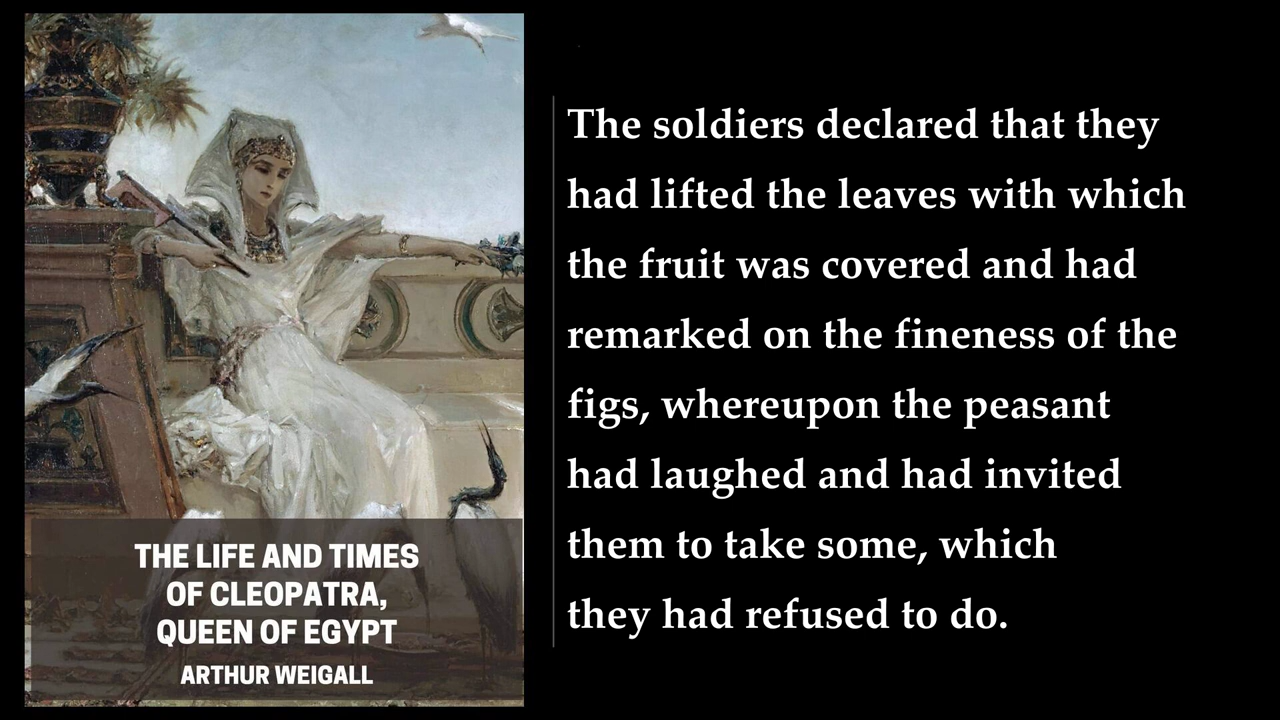 THE LIFE AND TIMES
OF CLEOPATRA,
QUEEN OF EGYPT
ARTHUR WEIGALL
The soldiers declared that they
had lifted the leaves with which
the fruit was covered and had
remarked on the fineness of the
figs, whereupon the peasant
had laughed and had invited
them to take some, which
they had refused to do.